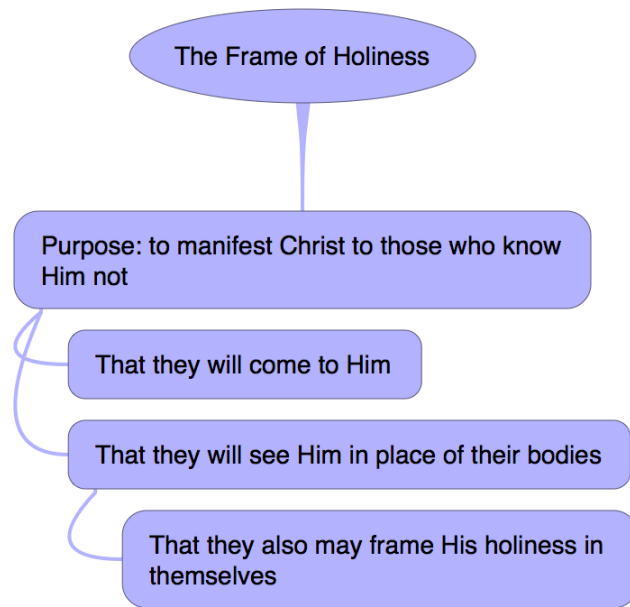 The Frame of Holiness
Purpose: to manifest Christ to those who know
Him not
That they will come to Him
That they will see Him in place of their bodies
That they also may frame His holiness in
themselves